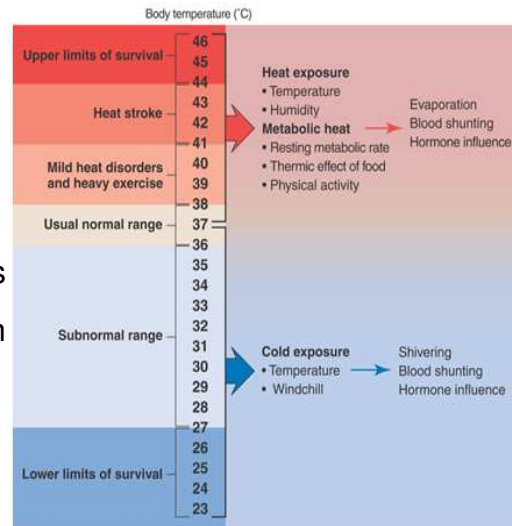 Body temperature (°C)
Upper limits of survival
46
45
44
Heat stroke
43
42
41
Mild heat disorders
and heavy exercise
40
39
38
Usual normal range
37
36
Subnormal range
35
34
33
32
31
30
29
28
27
Lower limits of survival
26
25
24
23
Heat exposure
• Temperature
• Humidity
Metabolic heat
• Resting metabolic rate
• Thermic effect of food
• Physical activity
Evaporation
Blood shunting
Hormone influence
Cold exposure
• Temperature
• Windchill
Shivering
Blood shunting
Hormone influence
s